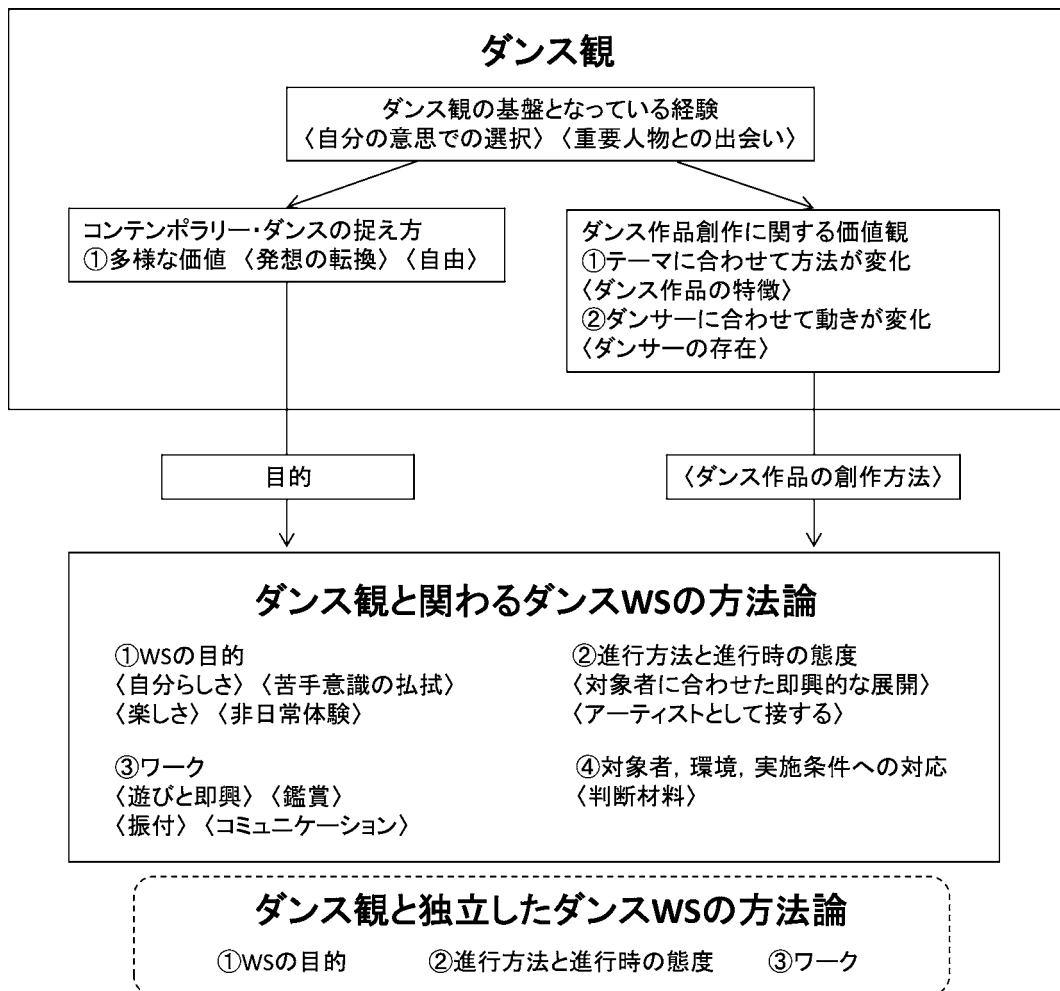 ダンス観
ダンス観の基盤となっている経験
〈自分の意思での選択〉〈重要人物との出会い〉
コンテンポラリー・ダンスの捉え方
①多様な価値 〈発想の転換〉〈自由〉
ダンス作品創作に関する価値観
①テーマに合わせて方法が変化
〈ダンス作品の特徴〉
②ダンサーに合わせて動きが変化
〈ダンサーの存在〉
目的
〈ダンス作品の創作方法〉
ダンス観と関わるダンスWSの方法論
①WSの目的
〈自分らしさ〉〈苦手意識の払拭〉
〈楽しさ〉〈非日常体験〉
②進行方法と進行時の態度
〈対象者に合わせた即興的な展開〉
〈アーティストとして接する〉
③ワーク
〈遊びと即興〉〈鑑賞〉
〈振付〉〈コミュニケーション〉
④対象者，環境，実施条件への対応
〈判断材料〉
ダンス観と独立したダンスWSの方法論
①WSの目的 ②進行方法と進行時の態度 ③ワーク